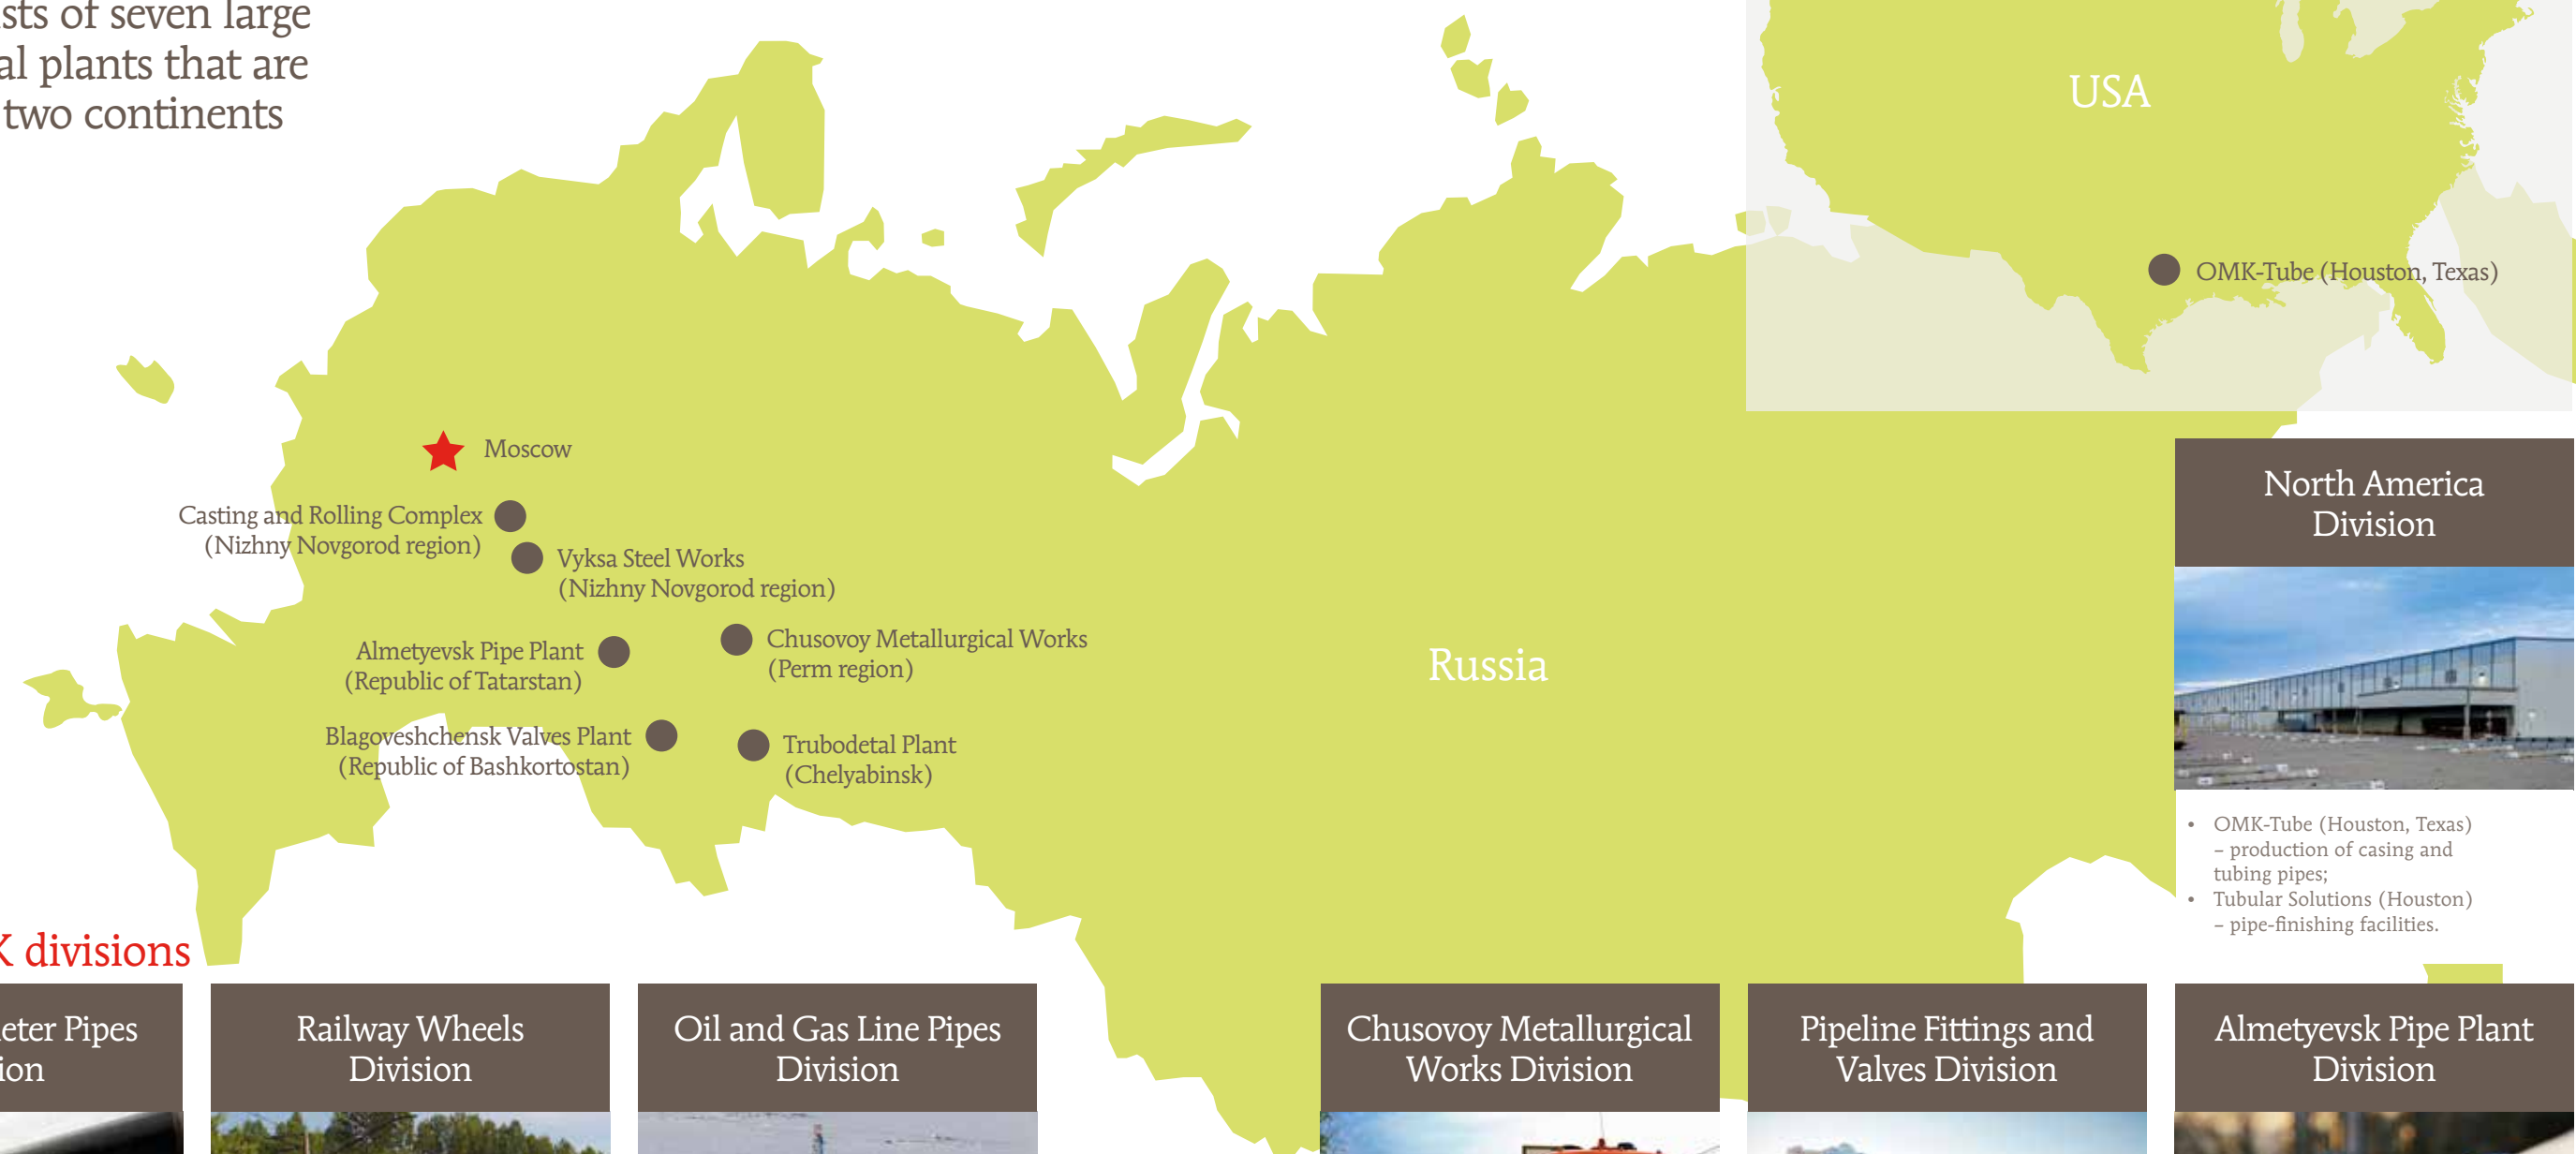 of seven large
plants that are
two continents
USA
OMK-Tube (Houston, Texas)
Moscow
Casting and Rolling Complex
(Nizhny Novgorod region)
Vyksa Steel Works
(Nizhny Novgorod region)
Almetyevsk Pipe Plant
(Republic of Tatarstan)
Chusovoy Metallurgical Works
(Perm region)
Blagoveshchensk Valves Plant
(Republic of Bashkortostan)
Trubodetal Plant
(Chelyabinsk)
Russia
North America
Division
• OMK-Tube (Houston, Texas)
– production of casing and
tubing pipes;
• Tubular Solutions (Houston)
– pipe-finishing facilities.
divisions
Pipes
Railway Wheels
Division
Oil and Gas Line Pipes
Division
Chusovoy Metallurgical
Works Division
Pipeline Fittings and
Valves Division
Almetyevsk Pipe Plant
Division